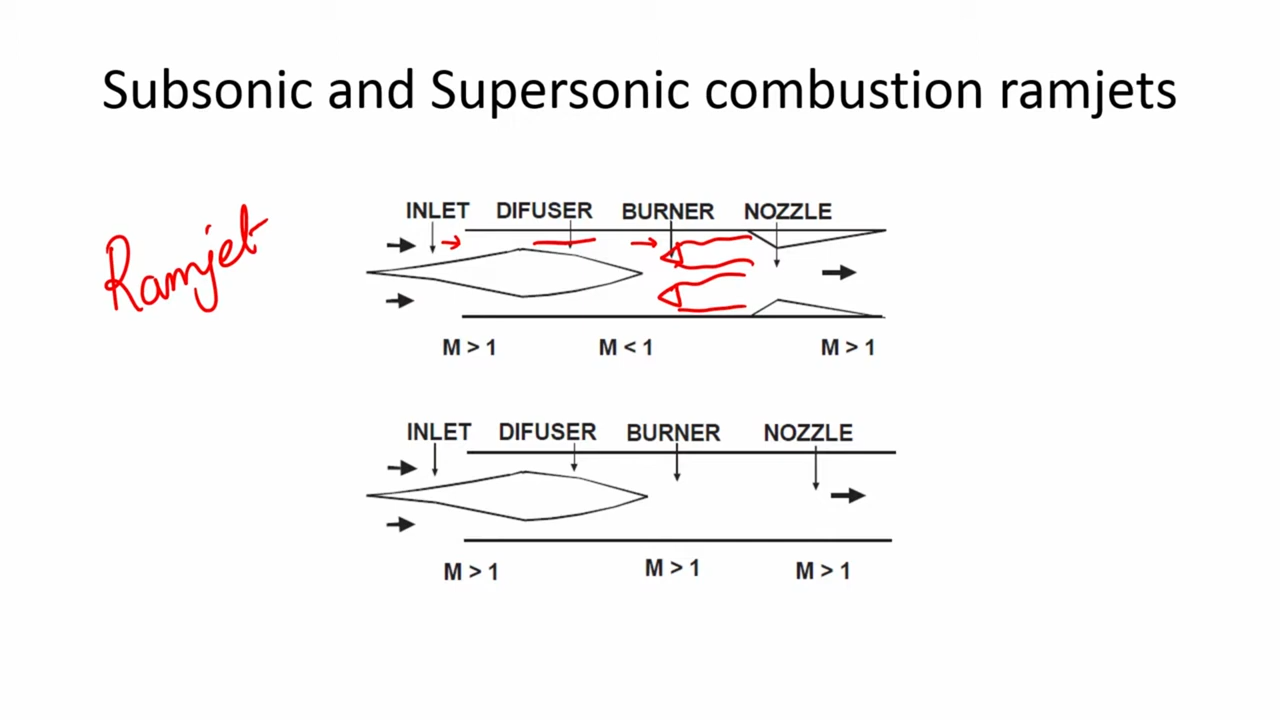 Subsonic and Supersonic combustion ramjets
Ramjet
INLET DIFUSER BURNER NOZZLE
M > 1 M < 1 M > 1
INLET DIFUSER BURNER NOZZLE
M > 1 M > 1 M > 1